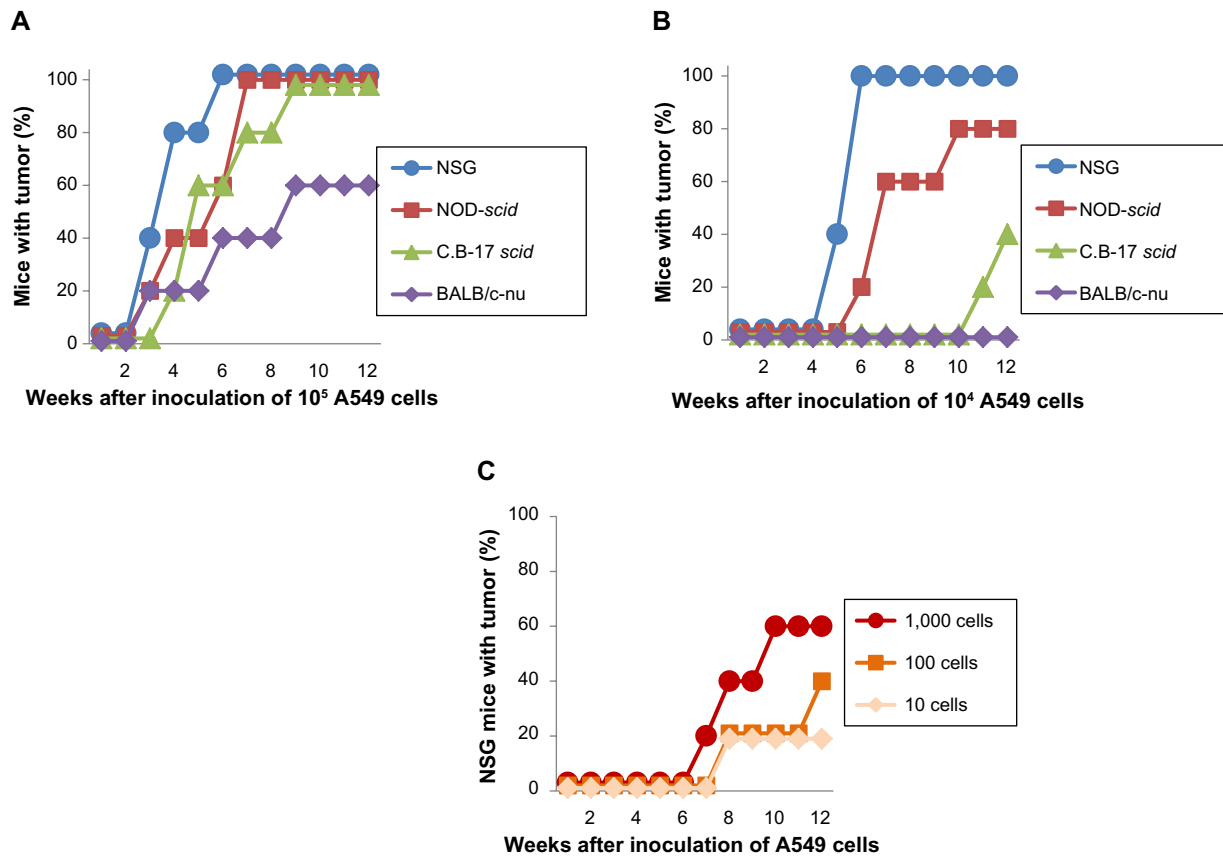 A
Mice with tumor (%)
100
80
60
40
20
0
2 4 6 8 10 12
Weeks after inoculation of 10⁵ A549 cells
NSG
NOD-scid
C.B-17 scid
BALB/c-nu
B
Mice with tumor (%)
100
80
60
40
20
0
2 4 6 8 10 12
Weeks after inoculation of 10⁴ A549 cells
NSG
NOD-scid
C.B-17 scid
BALB/c-nu
C
NSG mice with tumor (%)
100
80
60
40
20
0
2 4 6 8 10 12
Weeks after inoculation of A549 cells
1,000 cells
100 cells
10 cells